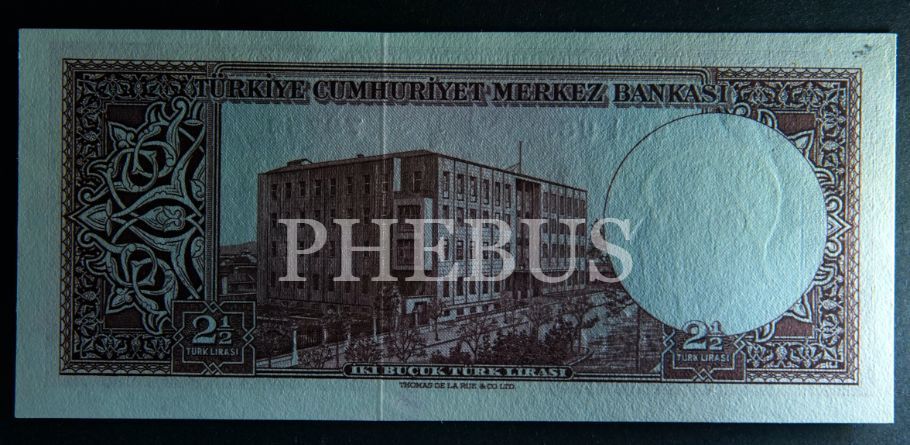 TÜRKİYE CUMHURİYET MERKEZ BANKASI
PHEBUS
2½
TÜRK LİRASI
2½
TÜRK LİRASI
İKİ BUÇUK TÜRK LİRASI
THOMAS DE LA RUE & CO LTD.